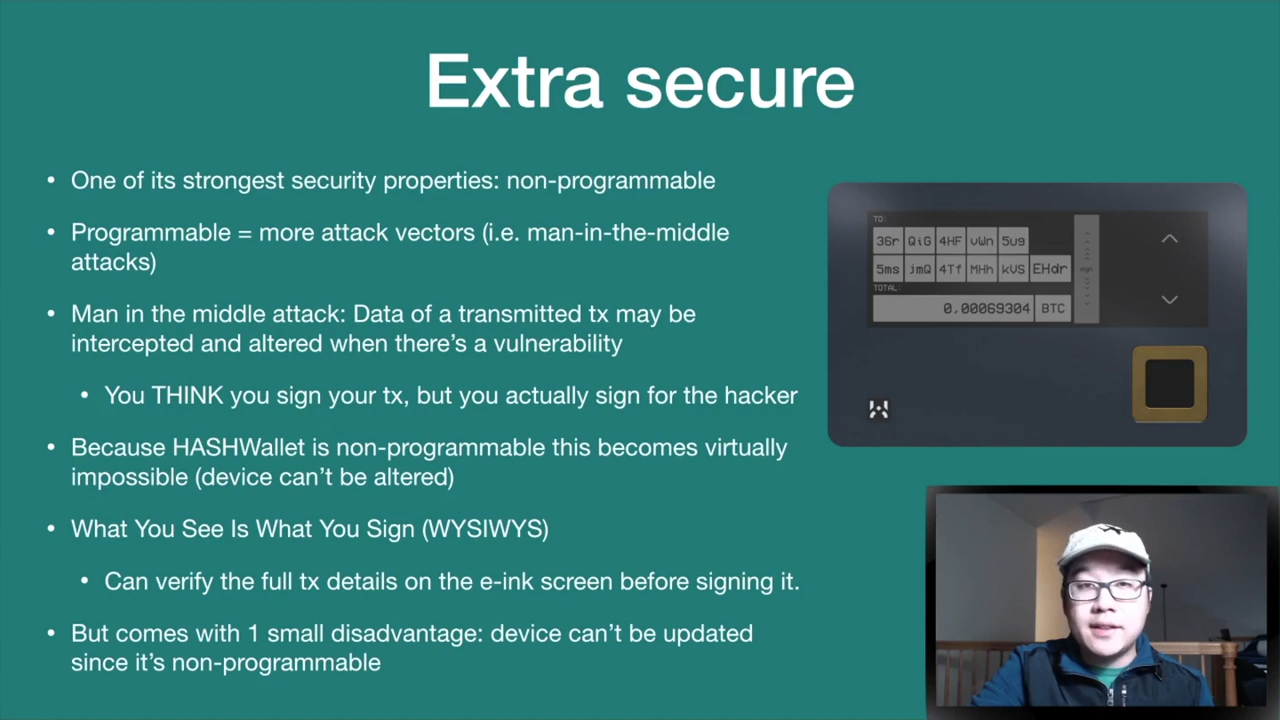 Extra secure
• One of its strongest security properties: non-programmable
• Programmable = more attack vectors (i.e. man-in-the-middle
attacks)
• Man in the middle attack: Data of a transmitted tx may be
intercepted and altered when there’s a vulnerability
• You THINK you sign your tx, but you actually sign for the hacker
• Because HASHWallet is non-programmable this becomes virtually
impossible (device can’t be altered)
• What You See Is What You Sign (WYSIWYS)
• Can verify the full tx details on the e-ink screen before signing it.
• But comes with 1 small disadvantage: device can’t be updated
since it’s non-programmable
TO:
36r QiG 4HF vWn 5u9
5ms jmQ 4Tf MHh kVS EHdr
TOTAL:
0,00069304 BTC